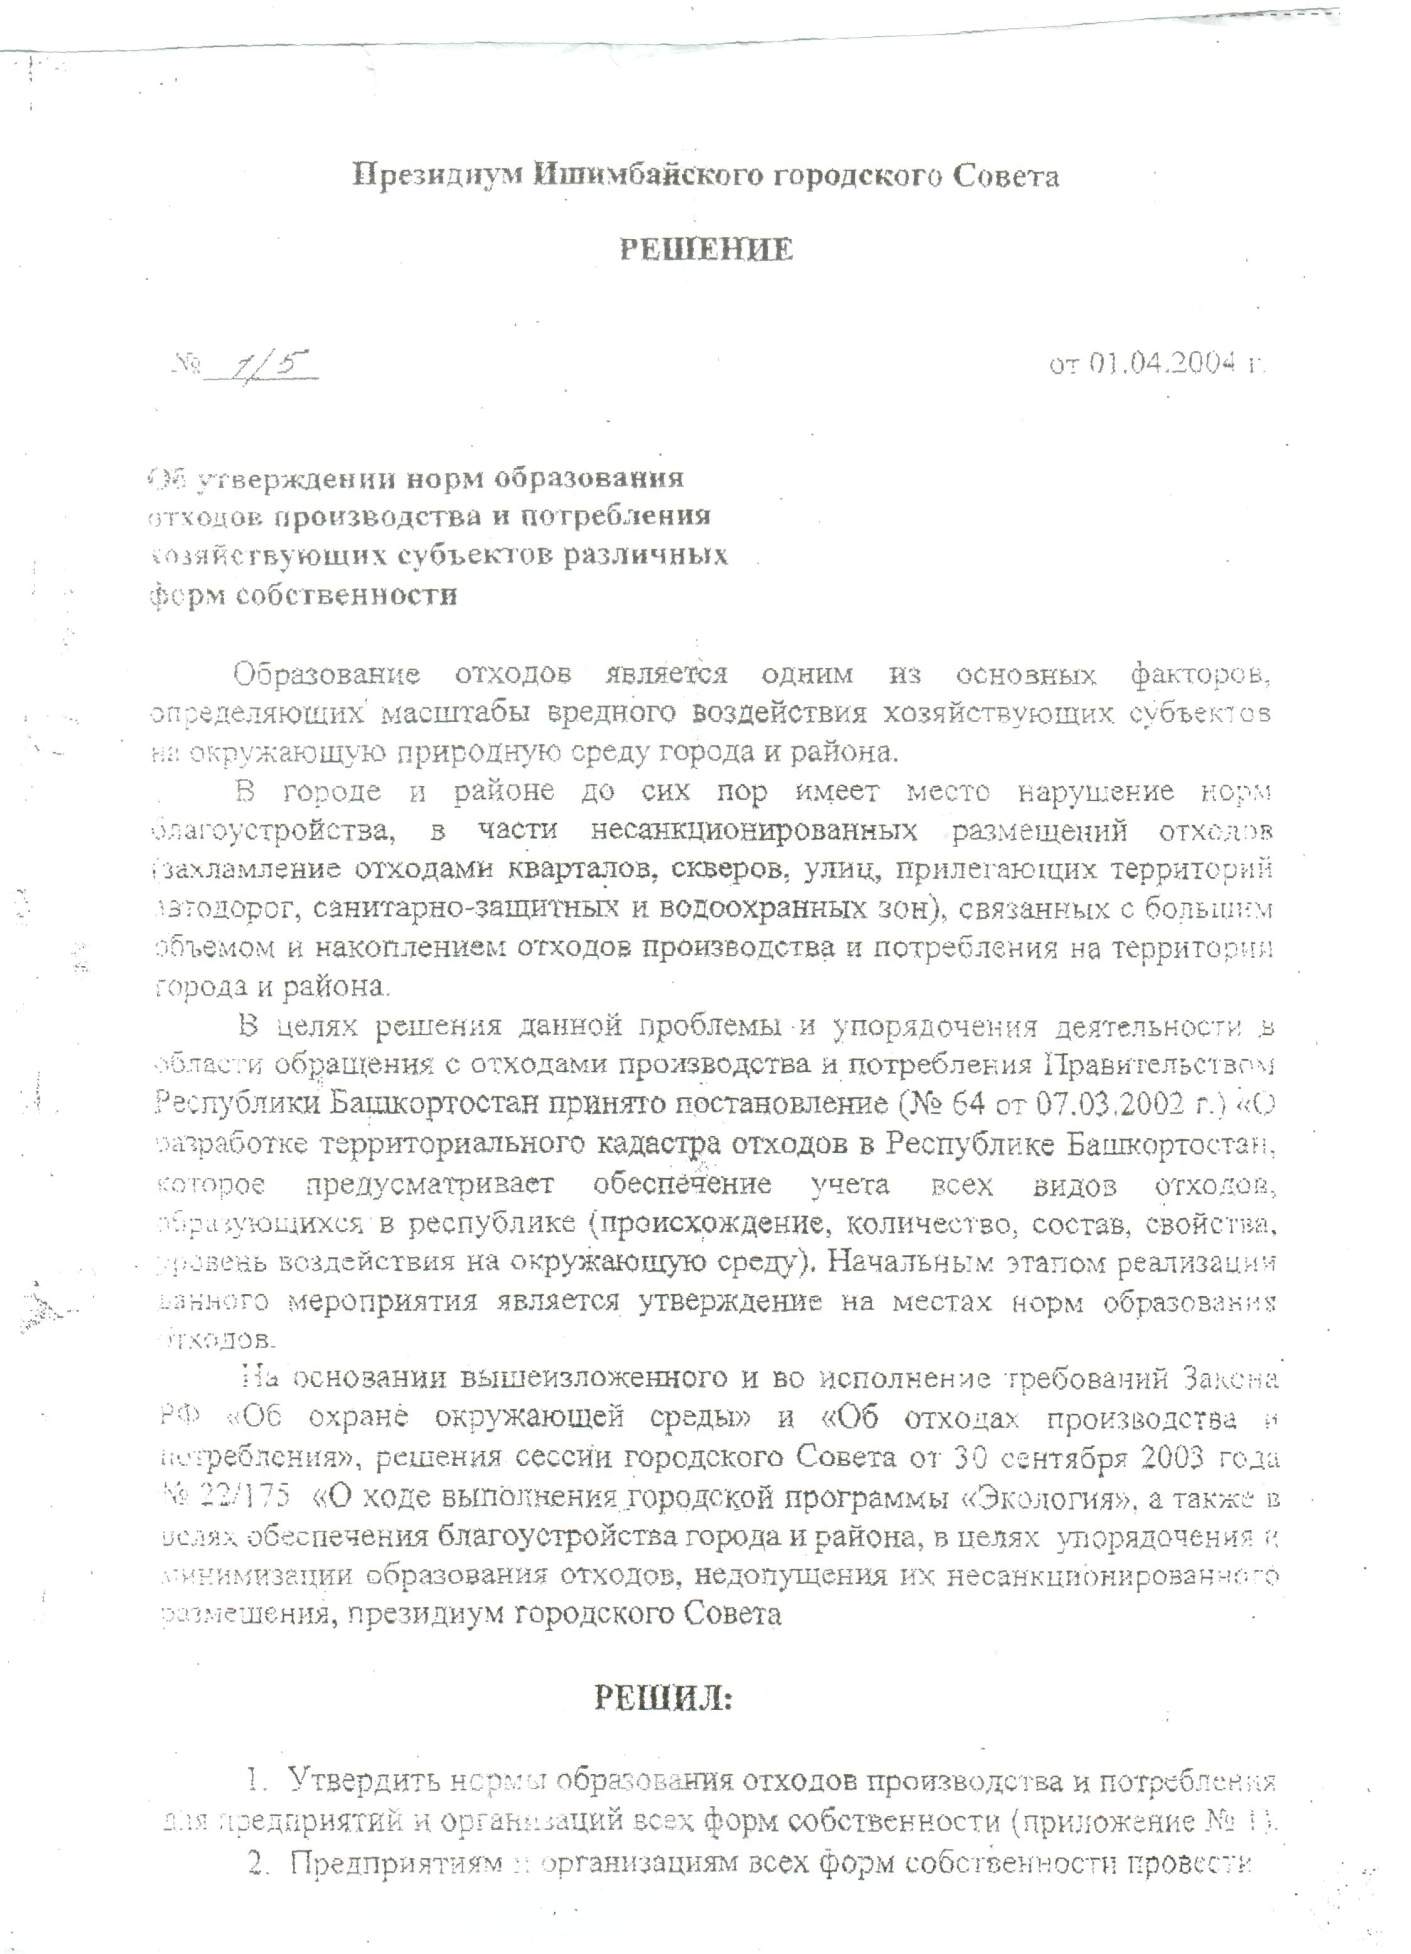 Президиум Ишимбайского городского Совета
РЕШЕНИЕ
№ 1/5 от 01.04.2004 г.
Об утверждении норм образования
отходов производства и потребления
хозяйствующих субъектов различных
форм собственности
Образование отходов является одним из основных факторов,
определяющих масштабы вредного воздействия хозяйствующих субъектов
на окружающую природную среду города и района.
В городе и районе до сих пор имеет место нарушение норм
благоустройства, в части несанкционированных размещений отходов
(захламление отходами кварталов, скверов, улиц, прилегающих территорий
автодорог, санитарно-защитных и водоохранных зон), связанных с большим
объемом и накоплением отходов производства и потребления на территории
города и района.
В целях решения данной проблемы и упорядочения деятельности в
области обращения с отходами производства и потребления Правительством
Республики Башкортостан принято постановление (№ 64 от 07.03.2002 г.) «О
разработке территориального кадастра отходов в Республике Башкортостан,
которое предусматривает обеспечение учета всех видов отходов,
образующихся в республике (происхождение, количество, состав, свойства,
уровень воздействия на окружающую среду). Начальным этапом реализации
данного мероприятия является утверждение на местах норм образования
отходов.
На основании вышеизложенного и во исполнение требований Закона
РФ «Об охране окружающей среды» и «Об отходах производства и
потребления», решения сессии городского Совета от 30 сентября 2003 года
№ 22/175 «О ходе выполнения городской программы «Экология», а также в
целях обеспечения благоустройства города и района, в целях упорядочения и
минимизации образования отходов, недопущения их несанкционированного
размещения, президиум городского Совета
РЕШИЛ:
1. Утвердить нормы образования отходов производства и потребления
для предприятий и организаций всех форм собственности (приложение № 1).
2. Предприятиям и организациям всех форм собственности провести